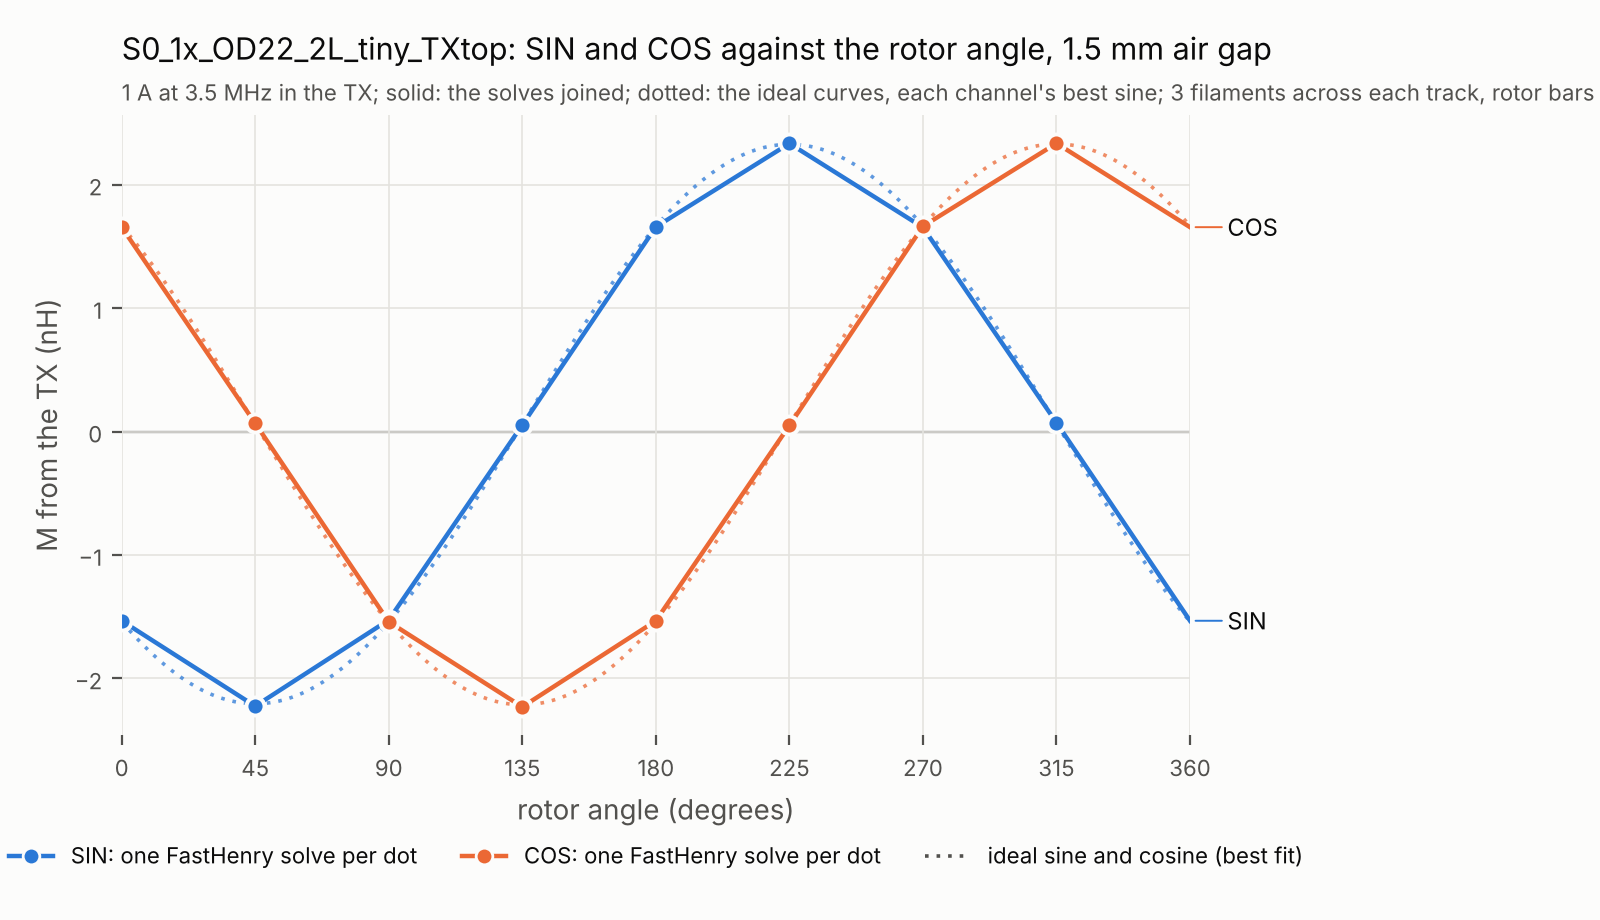 S0_1x_OD22_2L_tiny_TXtop: SIN and COS against the rotor angle, 1.5 mm air gap
1 A at 3.5 MHz in the TX; solid: the solves joined; dotted: the ideal curves, each channel's best sine; 3 filaments across each track, rotor bars
M from the TX (nH)
2
1
0
−1
−2
COS
SIN
0 45 90 135 180 225 270 315 360
rotor angle (degrees)
SIN: one FastHenry solve per dot COS: one FastHenry solve per dot ideal sine and cosine (best fit)